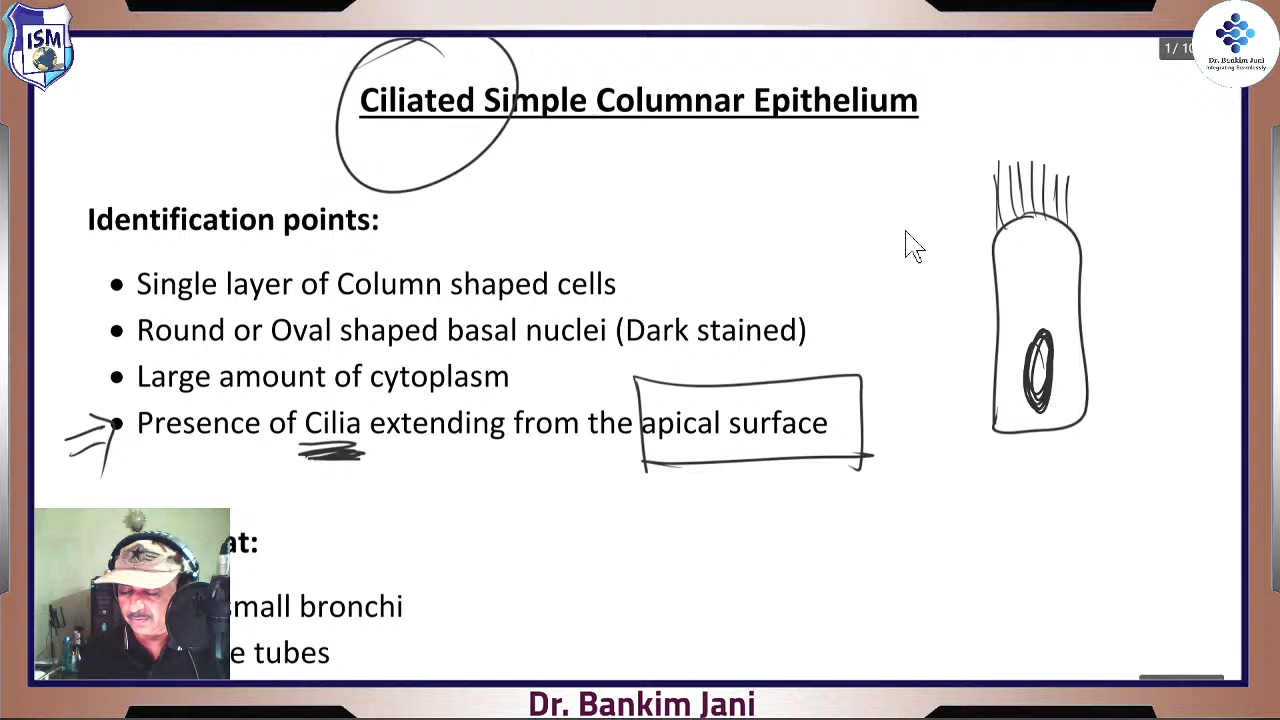 ISM
1 / 10
Dr. Bankim Jani
Integrating Seamlessly
Ciliated Simple Columnar Epithelium
Identification points:
• Single layer of Column shaped cells
• Round or Oval shaped basal nuclei (Dark stained)
• Large amount of cytoplasm
• Presence of Cilia extending from the apical surface
at:
small bronchi
e tubes
Dr. Bankim Jani